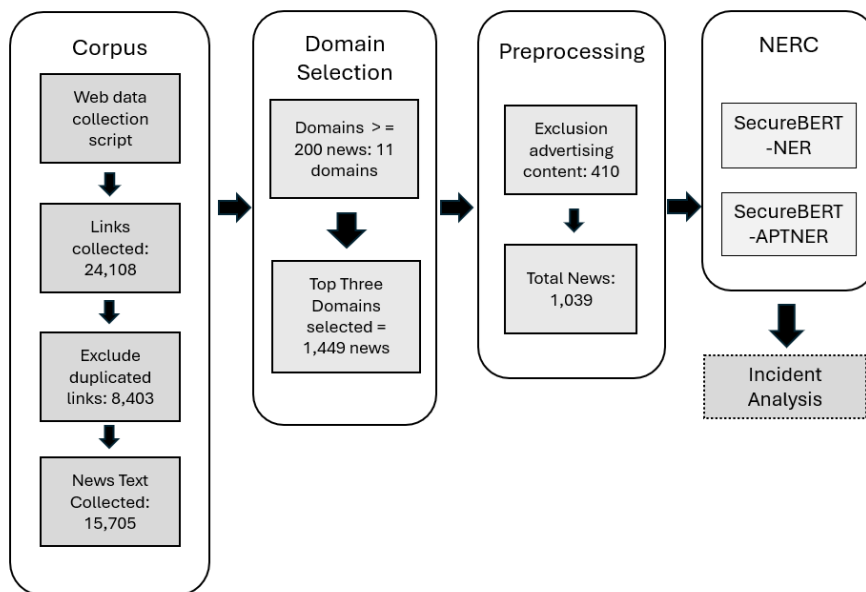 Corpus
Web data
collection
script
Links
collected:
24,108
Exclude
duplicated
links: 8,403
News Text
Collected:
15,705
Domain
Selection
Domains > =
200 news: 11
domains
Top Three
Domains
selected =
1,449 news
Preprocessing
Exclusion
advertising
content: 410
Total News:
1,039
NERC
SecureBERT
-NER
SecureBERT
-APTNER
Incident
Analysis